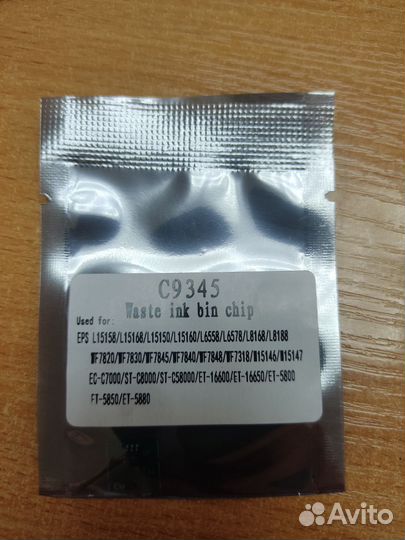 C9345
Waste ink bin chip
Used for:
EPS L15158/L15168/L15150/L15160/L6558/L6578/L8168/L8188
WF7820/WF7830/WF7845/WF7840/WF7848/WF7318/M15146/M15147
EC-C7000/ST-C8000/ST-C58000/ET-16600/ET-16650/ET-5800
ET-5850/ET-5880
Avito